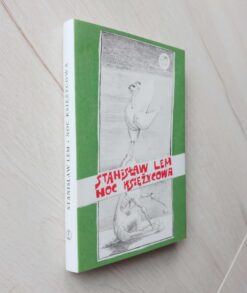 STANISŁAW LEM
NOC KSIĘŻYCOWA
STANISŁAW LEM • NOC KSIĘŻYCOWA